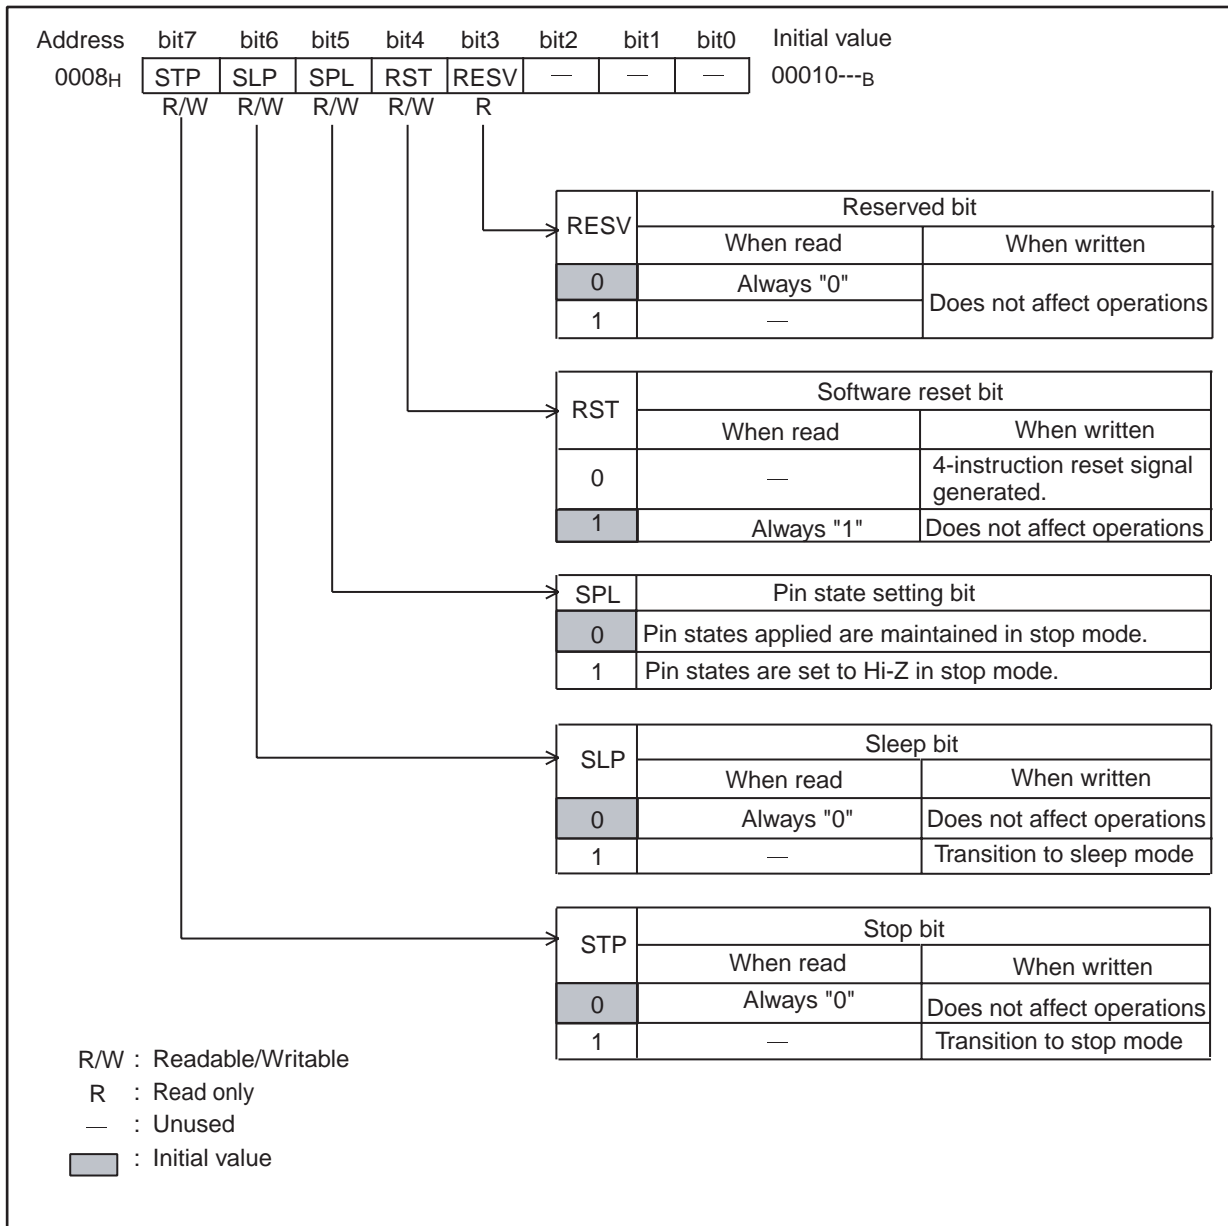 Address bit7 bit6 bit5 bit4 bit3 bit2 bit1 bit0 Initial value
0008H STP SLP SPL RST RESV — — — 00010---B
R/W R/W R/W R/W R
RESV Reserved bit
When read When written
0 Always "0" Does not affect operations
1 —
RST Software reset bit
When read When written
0 — 4-instruction reset signal
generated.
1 Always "1" Does not affect operations
SPL Pin state setting bit
0 Pin states applied are maintained in stop mode.
1 Pin states are set to Hi-Z in stop mode.
SLP Sleep bit
When read When written
0 Always "0" Does not affect operations
1 — Transition to sleep mode
STP Stop bit
When read When written
0 Always "0" Does not affect operations
1 — Transition to stop mode
R/W : Readable/Writable
R : Read only
— : Unused
: Initial value